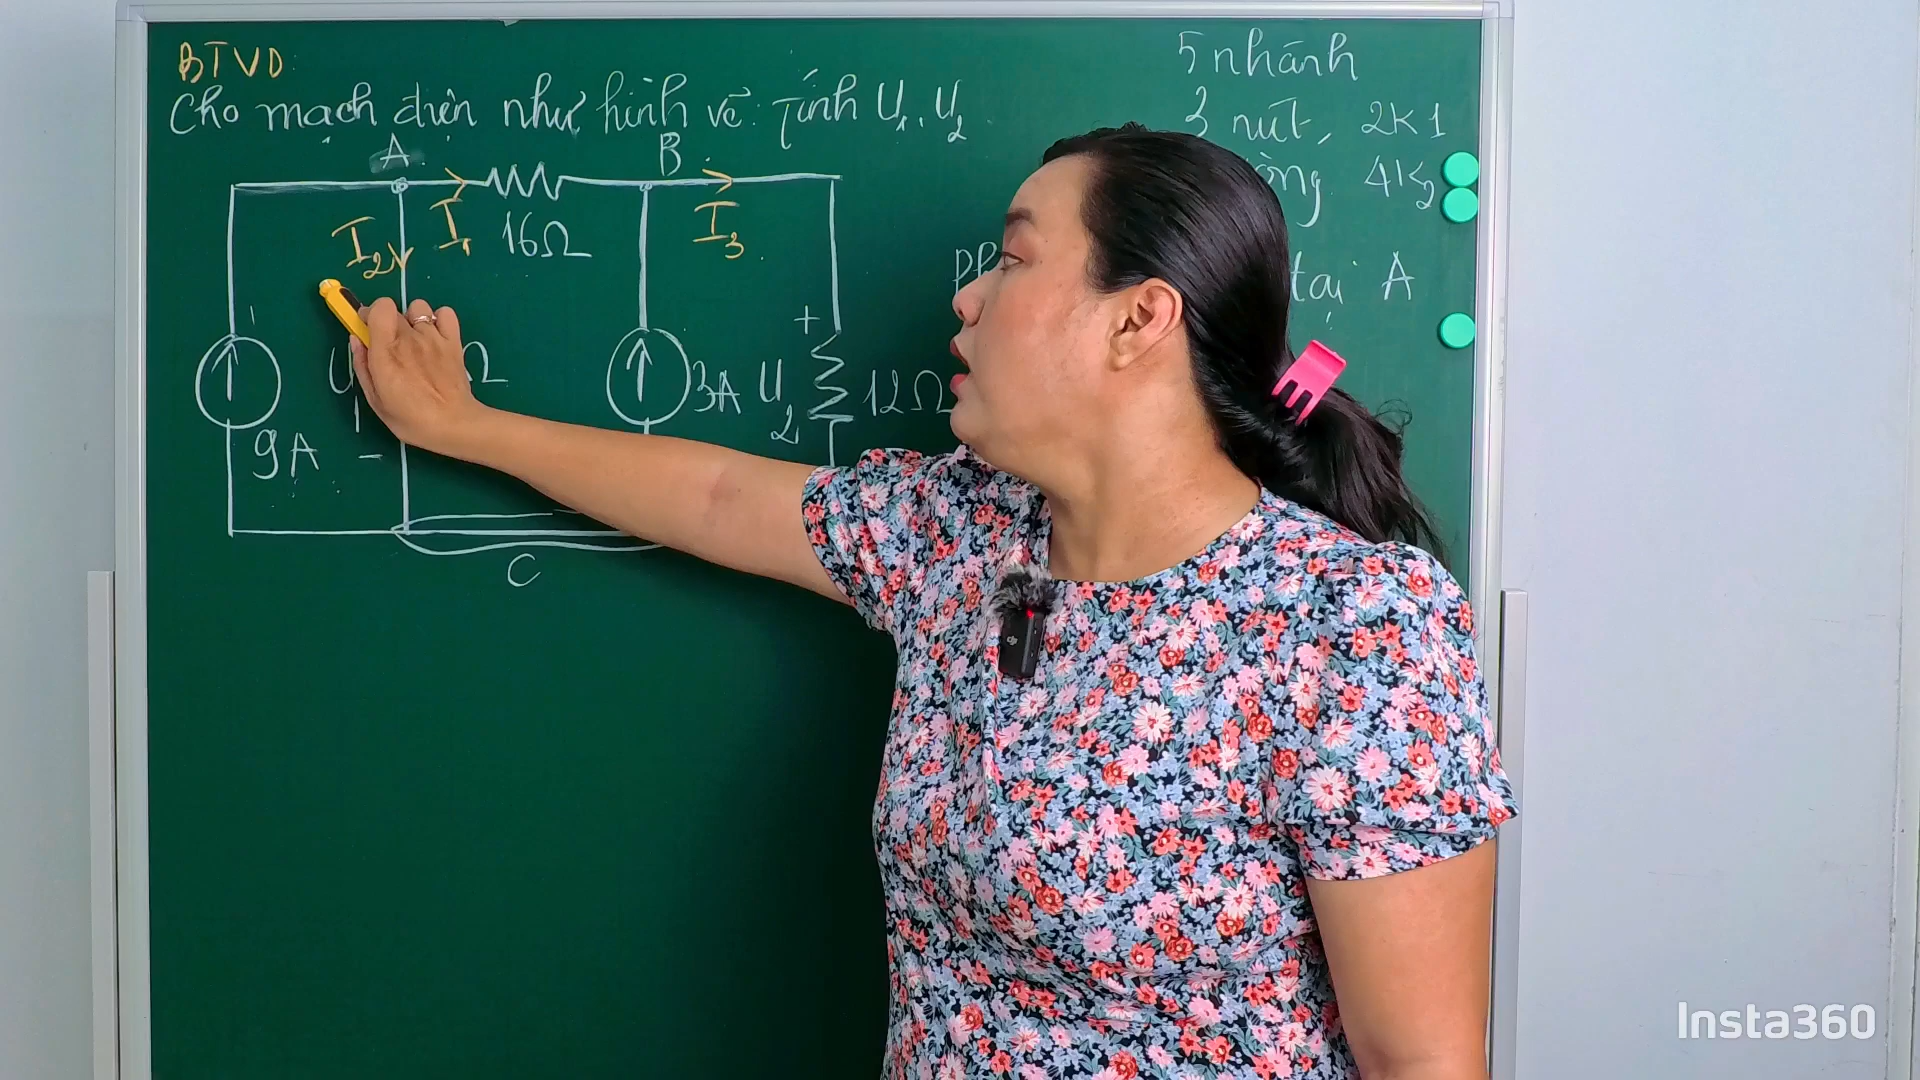 BTVD:
Cho mạch điện như hình vẽ: Tính U1, U2
5 nhánh
3 nút, 2K1
4K2
tại A
A
B
I2
I1
16Ω
I3
U1
Ω
3A
U2
+
12Ω
9A
-
C
Insta360